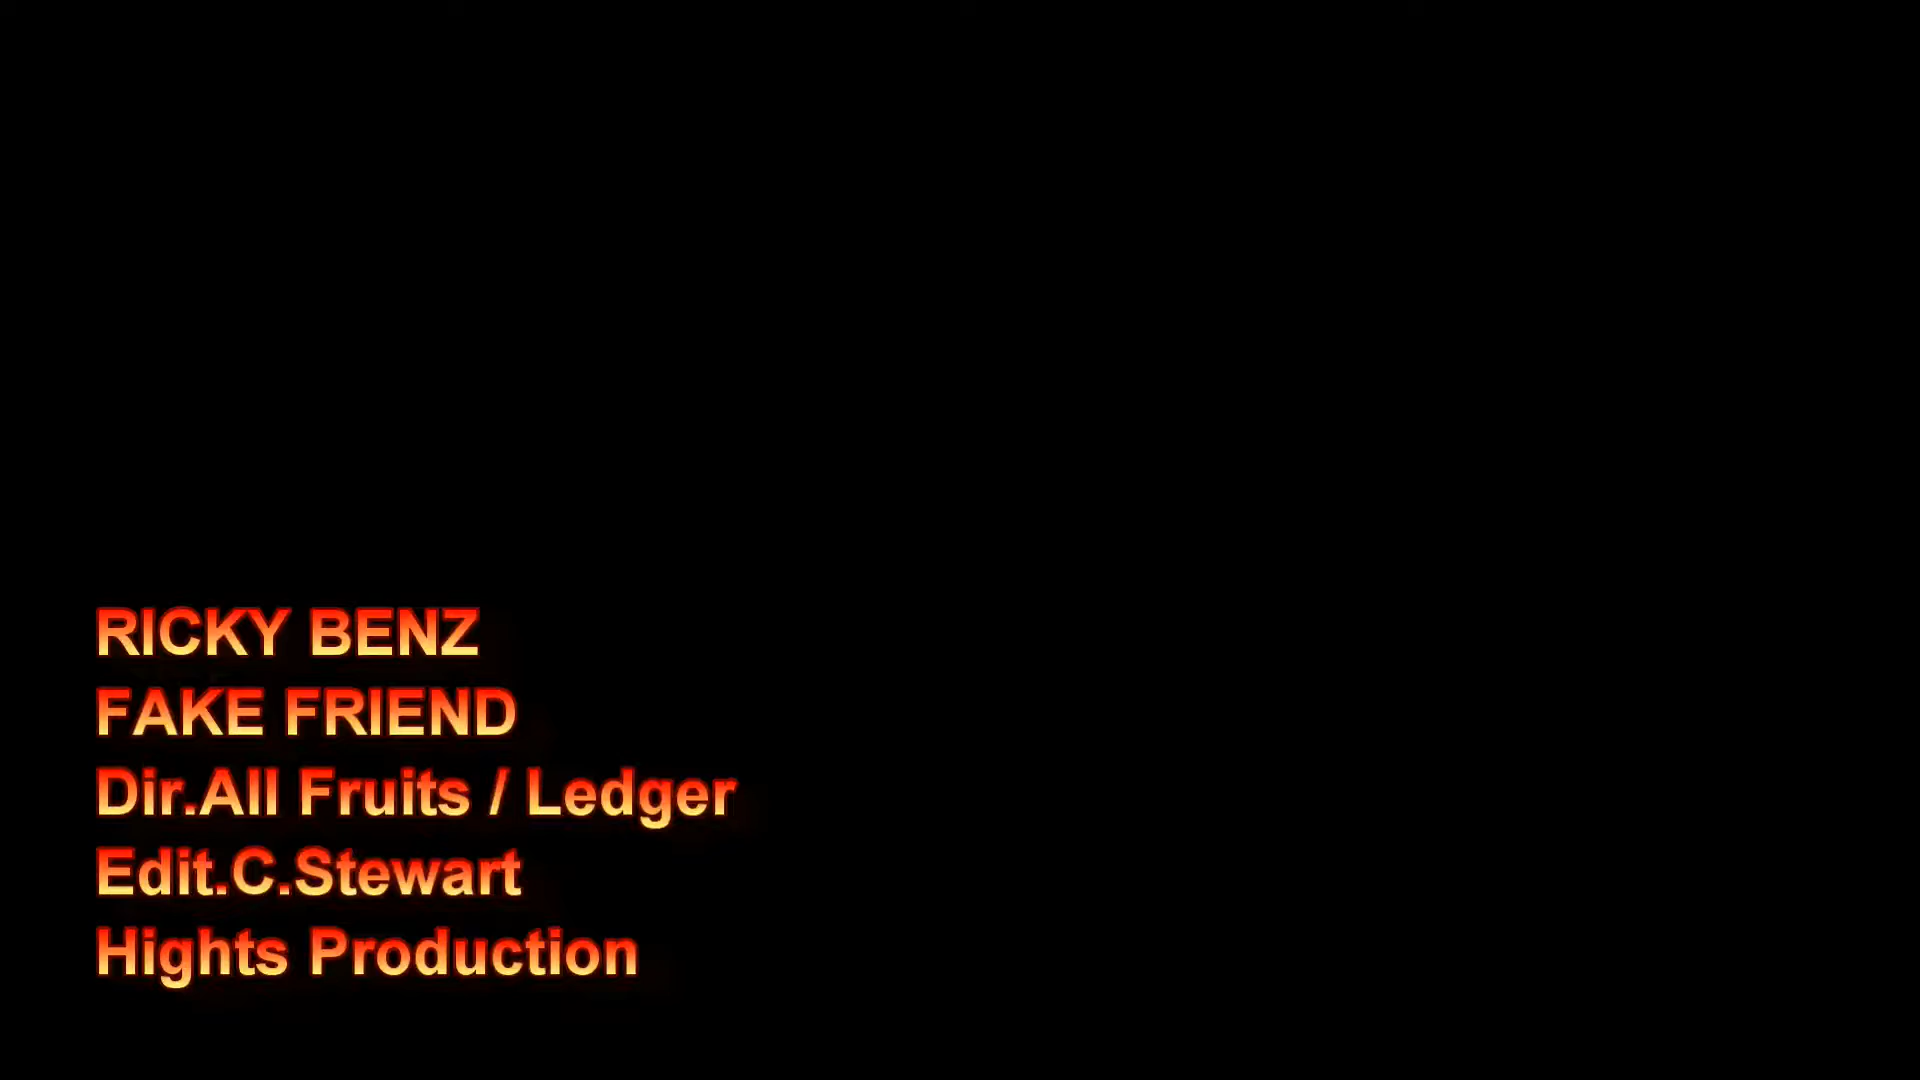 RICKY BENZ
FAKE FRIEND
Dir.All Fruits / Ledger
Edit.C.Stewart
Hights Production